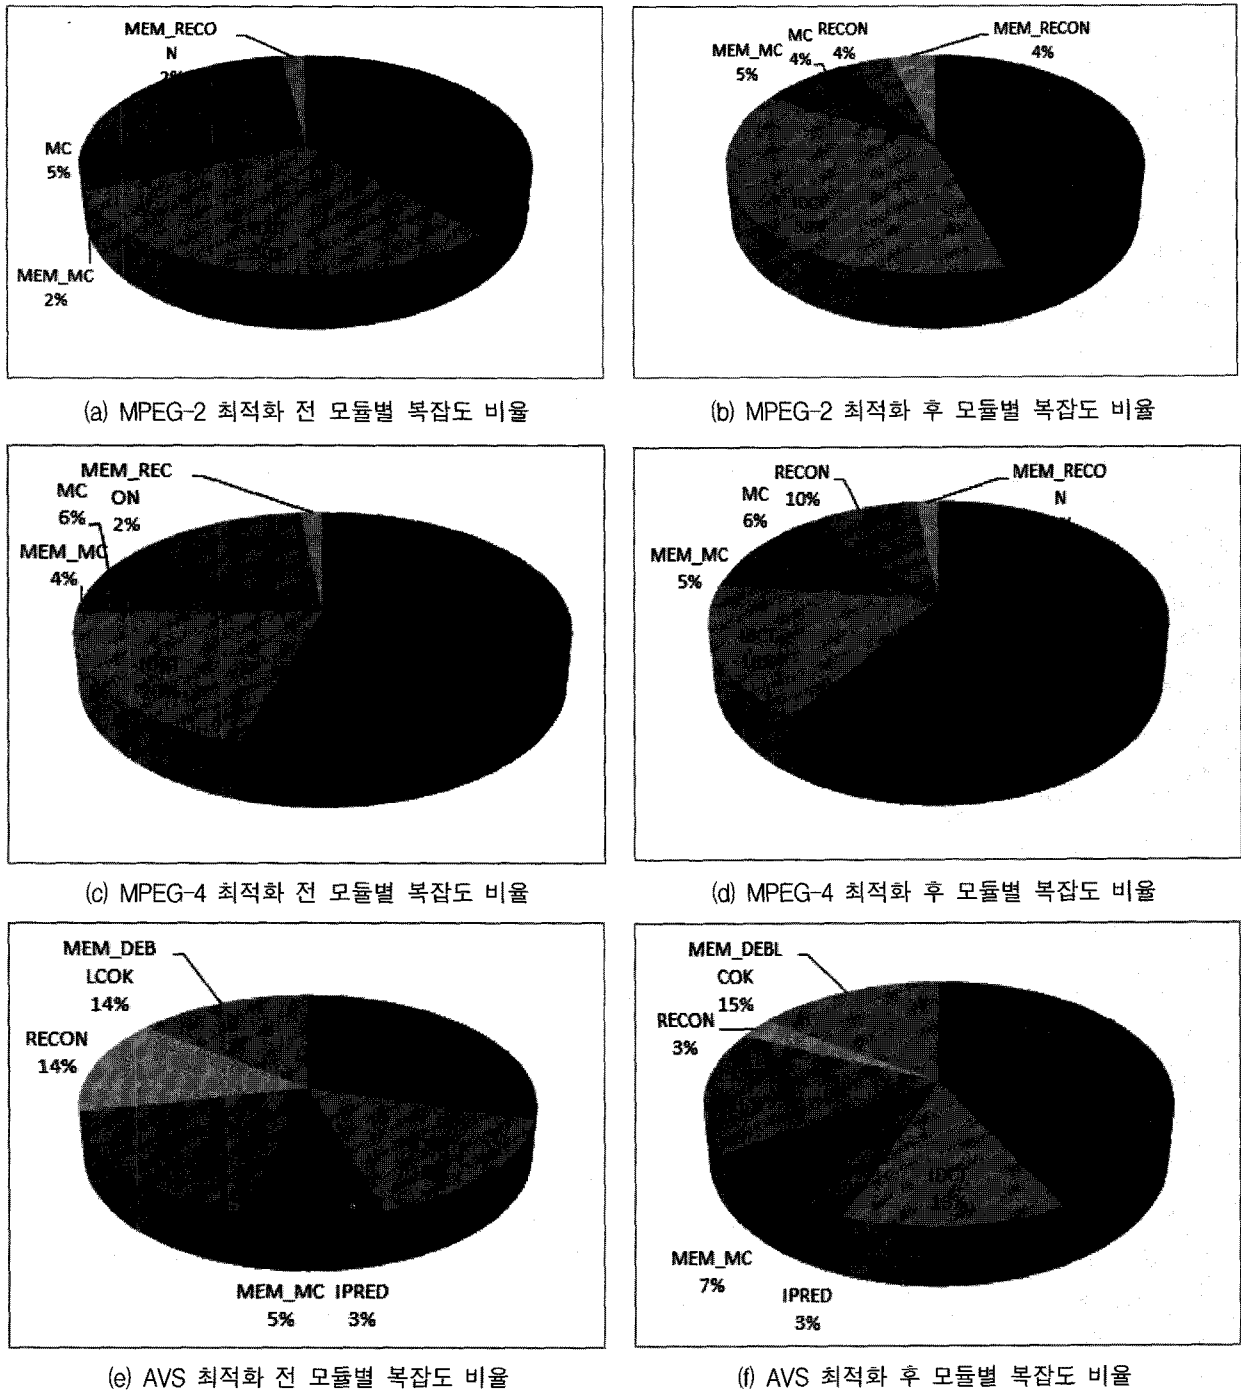 MEM_RECO
N
2%
MC
5%
MEM_MC
2%
MC RECON
4% 4%
MEM_MC
5%
MEM_RECON
4%
(a) MPEG-2 최적화 전 모듈별 복잡도 비율
(b) MPEG-2 최적화 후 모듈별 복잡도 비율
MEM_REC
ON
2%
MC
6%
MEM_MC
4%
RECON
10%
MC
6%
MEM_MC
5%
MEM_RECO
N
(c) MPEG-4 최적화 전 모듈별 복잡도 비율
(d) MPEG-4 최적화 후 모듈별 복잡도 비율
MEM_DEB
LCOK
14%
RECON
14%
MEM_MC IPRED
5% 3%
MEM_DEBL
COK
15%
RECON
3%
IDCT
MEM_MC
7%
IPRED
3%
(e) AVS 최적화 전 모듈별 복잡도 비율
(f) AVS 최적화 후 모듈별 복잡도 비율